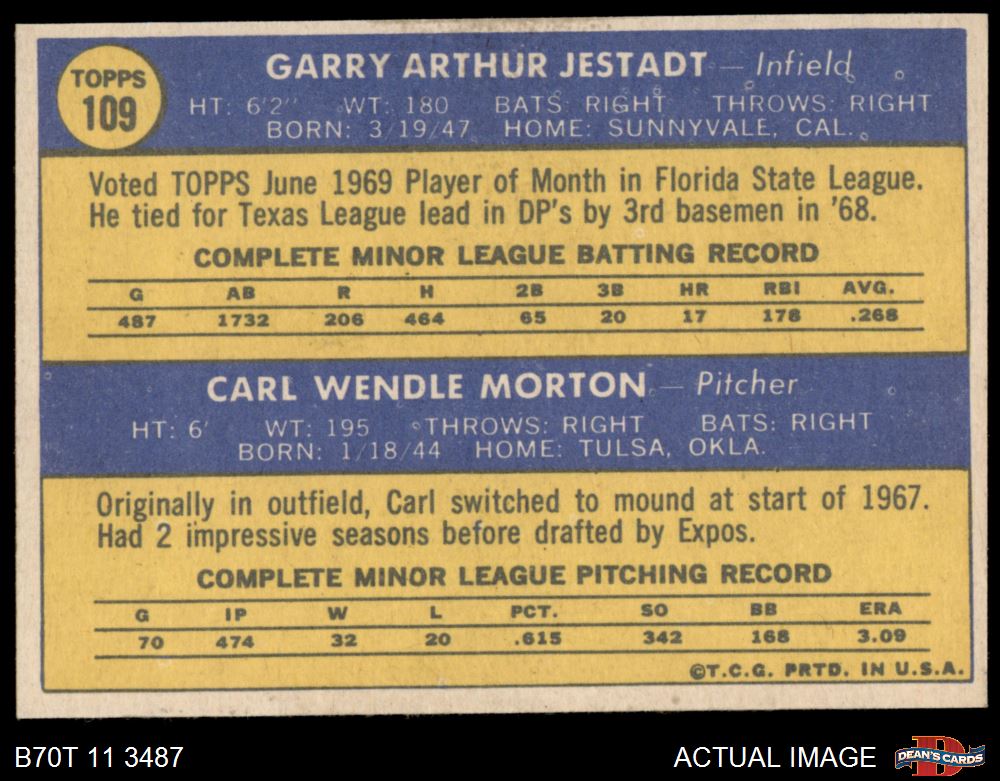 TOPPS
109
GARRY ARTHUR JESTADT — Infield
HT: 6'2" WT: 180 BATS: RIGHT THROWS: RIGHT
BORN: 3/19/47 HOME: SUNNYVALE, CAL.
Voted TOPPS June 1969 Player of Month in Florida State League.
He tied for Texas League lead in DP's by 3rd basemen in '68.
COMPLETE MINOR LEAGUE BATTING RECORD
G AB R H 2B 3B HR RBI AVG.
487 1732 206 464 65 20 17 178 .268
CARL WENDLE MORTON — Pitcher
HT: 6' WT: 195 THROWS: RIGHT BATS: RIGHT
BORN: 1/18/44 HOME: TULSA, OKLA.
Originally in outfield, Carl switched to mound at start of 1967.
Had 2 impressive seasons before drafted by Expos.
COMPLETE MINOR LEAGUE PITCHING RECORD
G IP W L PCT. SO BB ERA
70 474 32 20 .615 342 168 3.09
©T.C.G. PRTD. IN U.S.A.
B70T 11 3487 ACTUAL IMAGE D DEAN'S CARDS